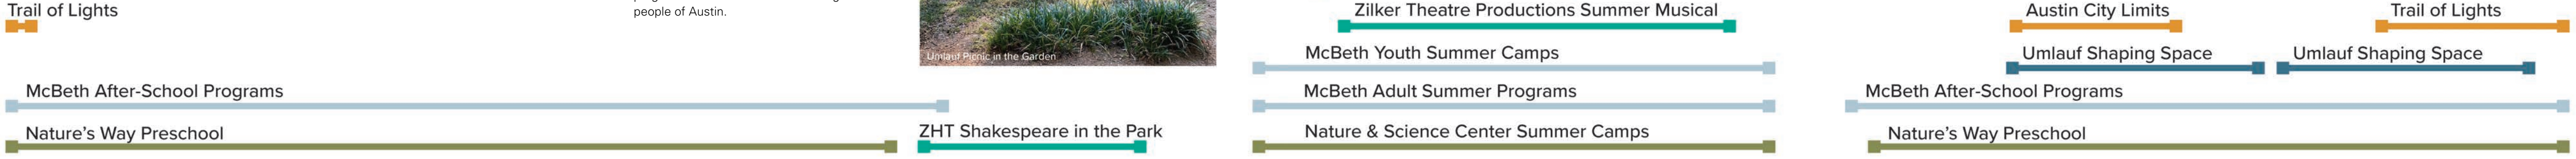 Trail of Lights
people of Austin.
Umlauf Picnic in the Garden
Zilker Theatre Productions Summer Musical
Austin City Limits
Trail of Lights
McBeth Youth Summer Camps
Umlauf Shaping Space
Umlauf Shaping Space
McBeth After-School Programs
McBeth Adult Summer Programs
McBeth After-School Programs
Nature's Way Preschool
ZHT Shakespeare in the Park
Nature & Science Center Summer Camps
Nature's Way Preschool